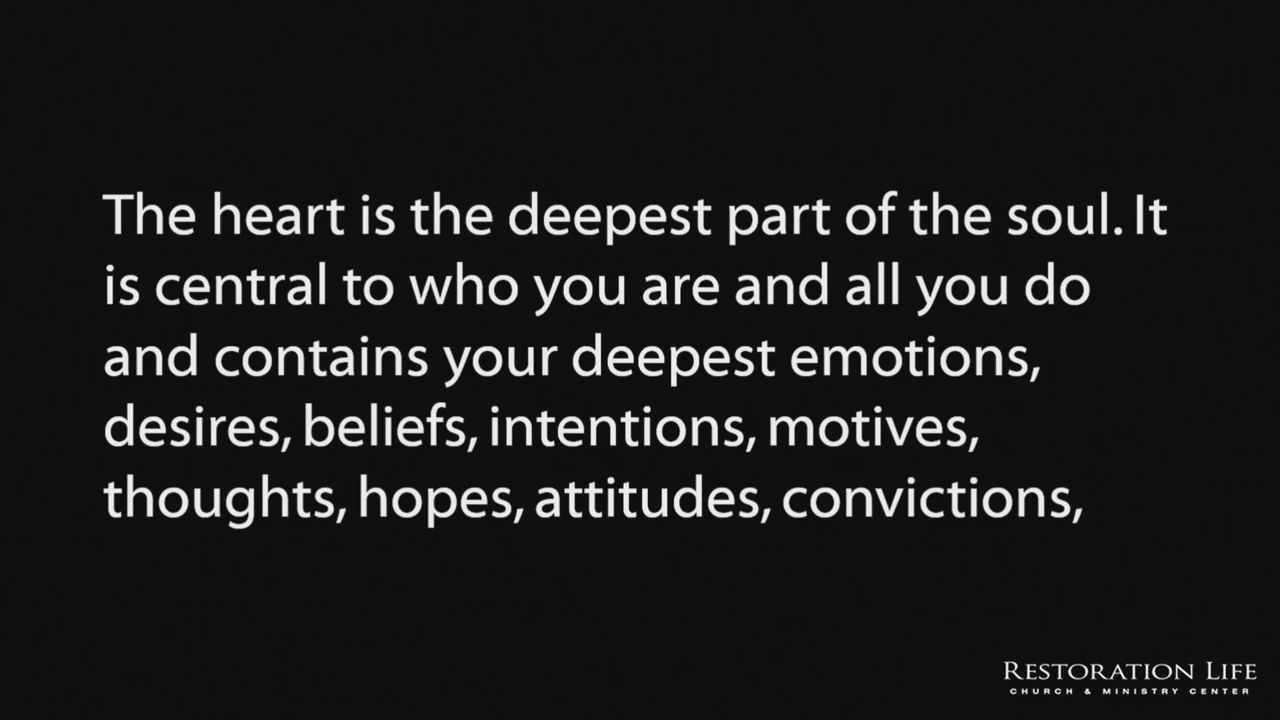 The heart is the deepest part of the soul. It
is central to who you are and all you do
and contains your deepest emotions,
desires, beliefs, intentions, motives,
thoughts, hopes, attitudes, convictions,
RESTORATION LIFE
CHURCH & MINISTRY CENTER